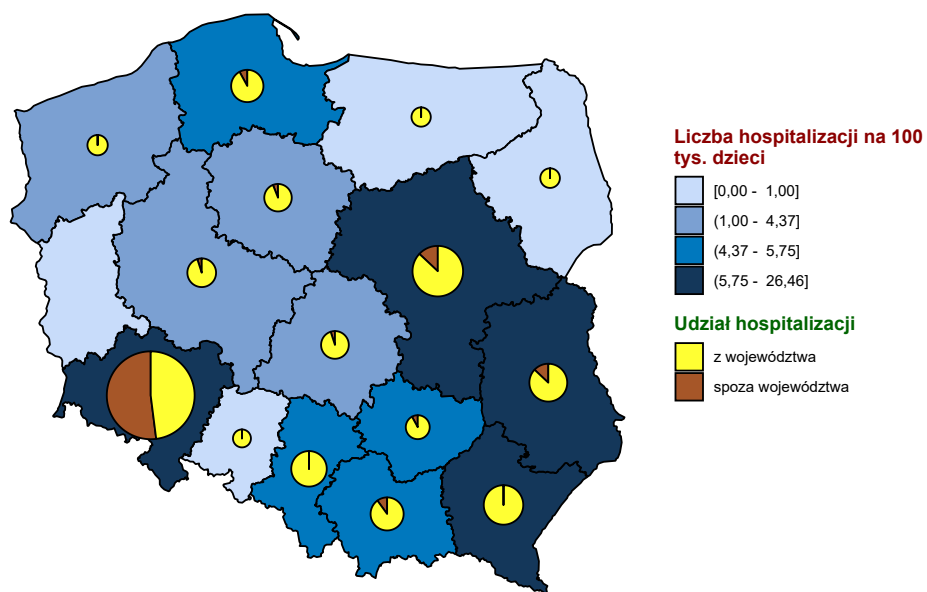 Liczba hospitalizacji na 100
tys. dzieci
[0,00 - 1,00]
(1,00 - 4,37]
(4,37 - 5,75]
(5,75 - 26,46]
Udział hospitalizacji
z województwa
spoza województwa